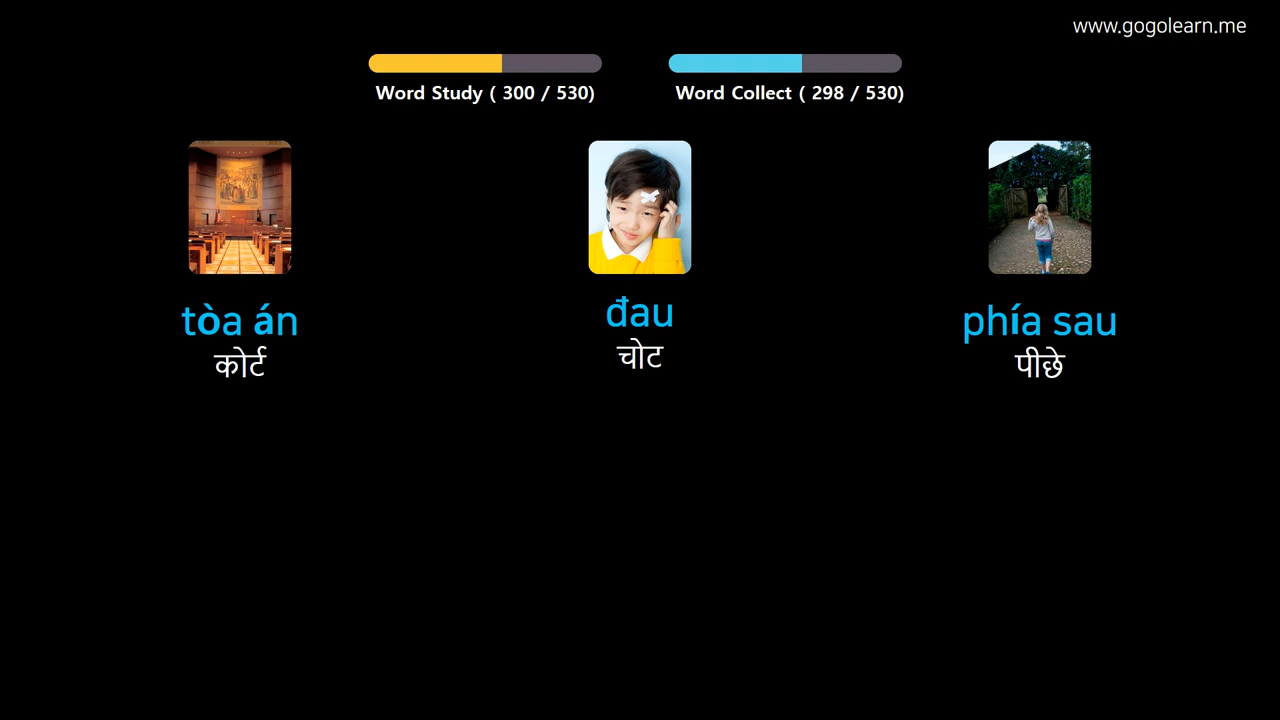 www.gogolearn.me
Word Study ( 300 / 530)
Word Collect ( 298 / 530)
tòa án
कोर्ट
đau
चोट
phía sau
पीछे